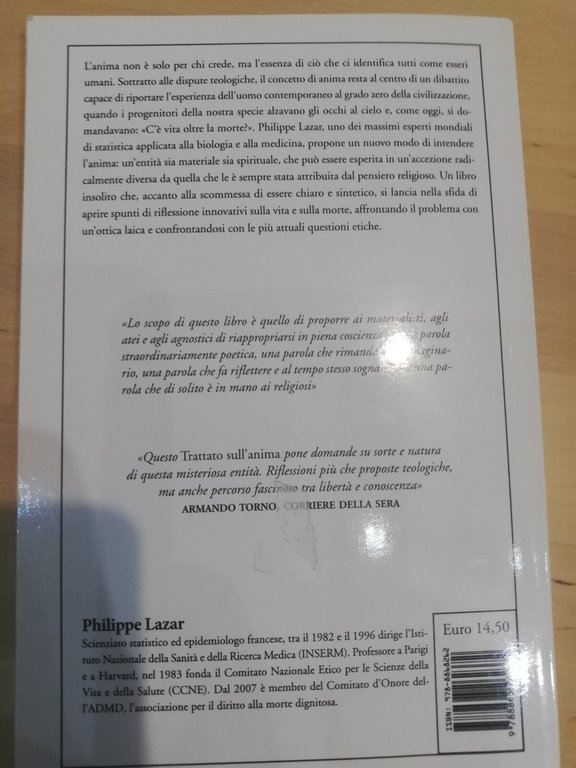 L'anima non è solo per chi crede, ma l'essenza di ciò che ci identifica tutti come esseri
umani. Sottratto alle dispute teologiche, il concetto di anima resta al centro di un dibattito
capace di riportare l'esperienza dell'uomo contemporaneo al grado zero della civilizzazione,
quando i progenitori della nostra specie alzavano gli occhi al cielo e, come oggi, si do-
mandavano: «C'è vita oltre la morte?». Philippe Lazar, uno dei massimi esperti mondiali
di statistica applicata alla biologia e alla medicina, propone un nuovo modo di intendere
l'anima: un'entità sia materiale sia spirituale, che può essere esperita in un'accezione radi-
calmente diversa da quella che le è sempre stata attribuita dal pensiero religioso. Un libro
insolito che, accanto alla scommessa di essere chiaro e sintetico, si lancia nella sfida di
aprire spunti di riflessione innovativi sulla vita e sulla morte, affrontando il problema con
un'ottica laica e confrontandosi con le più attuali questioni etiche.
«Lo scopo di questo libro è quello di proporre ai materialisti, agli
atei e agli agnostici di riappropriarsi in piena coscienza parola
straordinariamente poetica, una parola che rimanda
rio, una parola che fa riflettere e al tempo stesso sogna una pa-
rola che di solito è in mano ai religiosi»
«Questo Trattato sull'anima pone domande su sorte e natura
di questa misteriosa entità. Riflessioni più che proposte teologiche,
ma anche percorso fascinoso tra libertà e conoscenza»
ARMANDO TORNO, CORRIERE DELLA SERA
Philippe Lazar
Scienziato statistico ed epidemiologo francese, tra il 1982 e il 1996 dirige l'Isti-
tuto Nazionale della Sanità e della Ricerca Medica (INSERM). Professore a Parigi
e a Harvard, nel 1983 fonda il Comitato Nazionale Etico per le Scienze della
Vita e della Salute (CCNE). Dal 2007 è membro del Comitato d'Onore del-
l'ADMD, l'associazione per il diritto alla morte dignitosa.
Euro 14,50